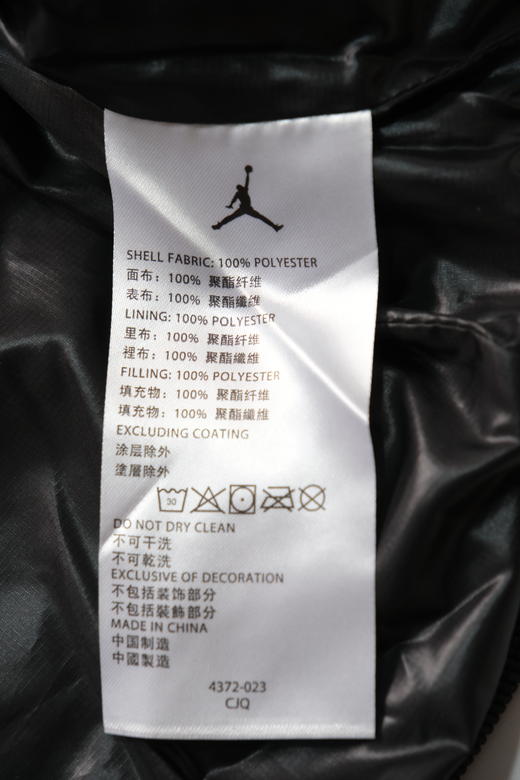 SHELL FABRIC: 100% POLYESTER
面布：100% 聚酯纤维
表布：100% 聚酯纖維
LINING: 100% POLYESTER
里布：100% 聚酯纤维
裡布：100% 聚酯纖維
FILLING: 100% POLYESTER
填充物：100% 聚酯纤维
填充物：100% 聚酯纖維
EXCLUDING COATING
涂层除外
塗層除外
30
DO NOT DRY CLEAN
不可干洗
不可乾洗
EXCLUSIVE OF DECORATION
不包括装饰部分
不包括裝飾部分
MADE IN CHINA
中国制造
中國製造
4372-023
CJQ